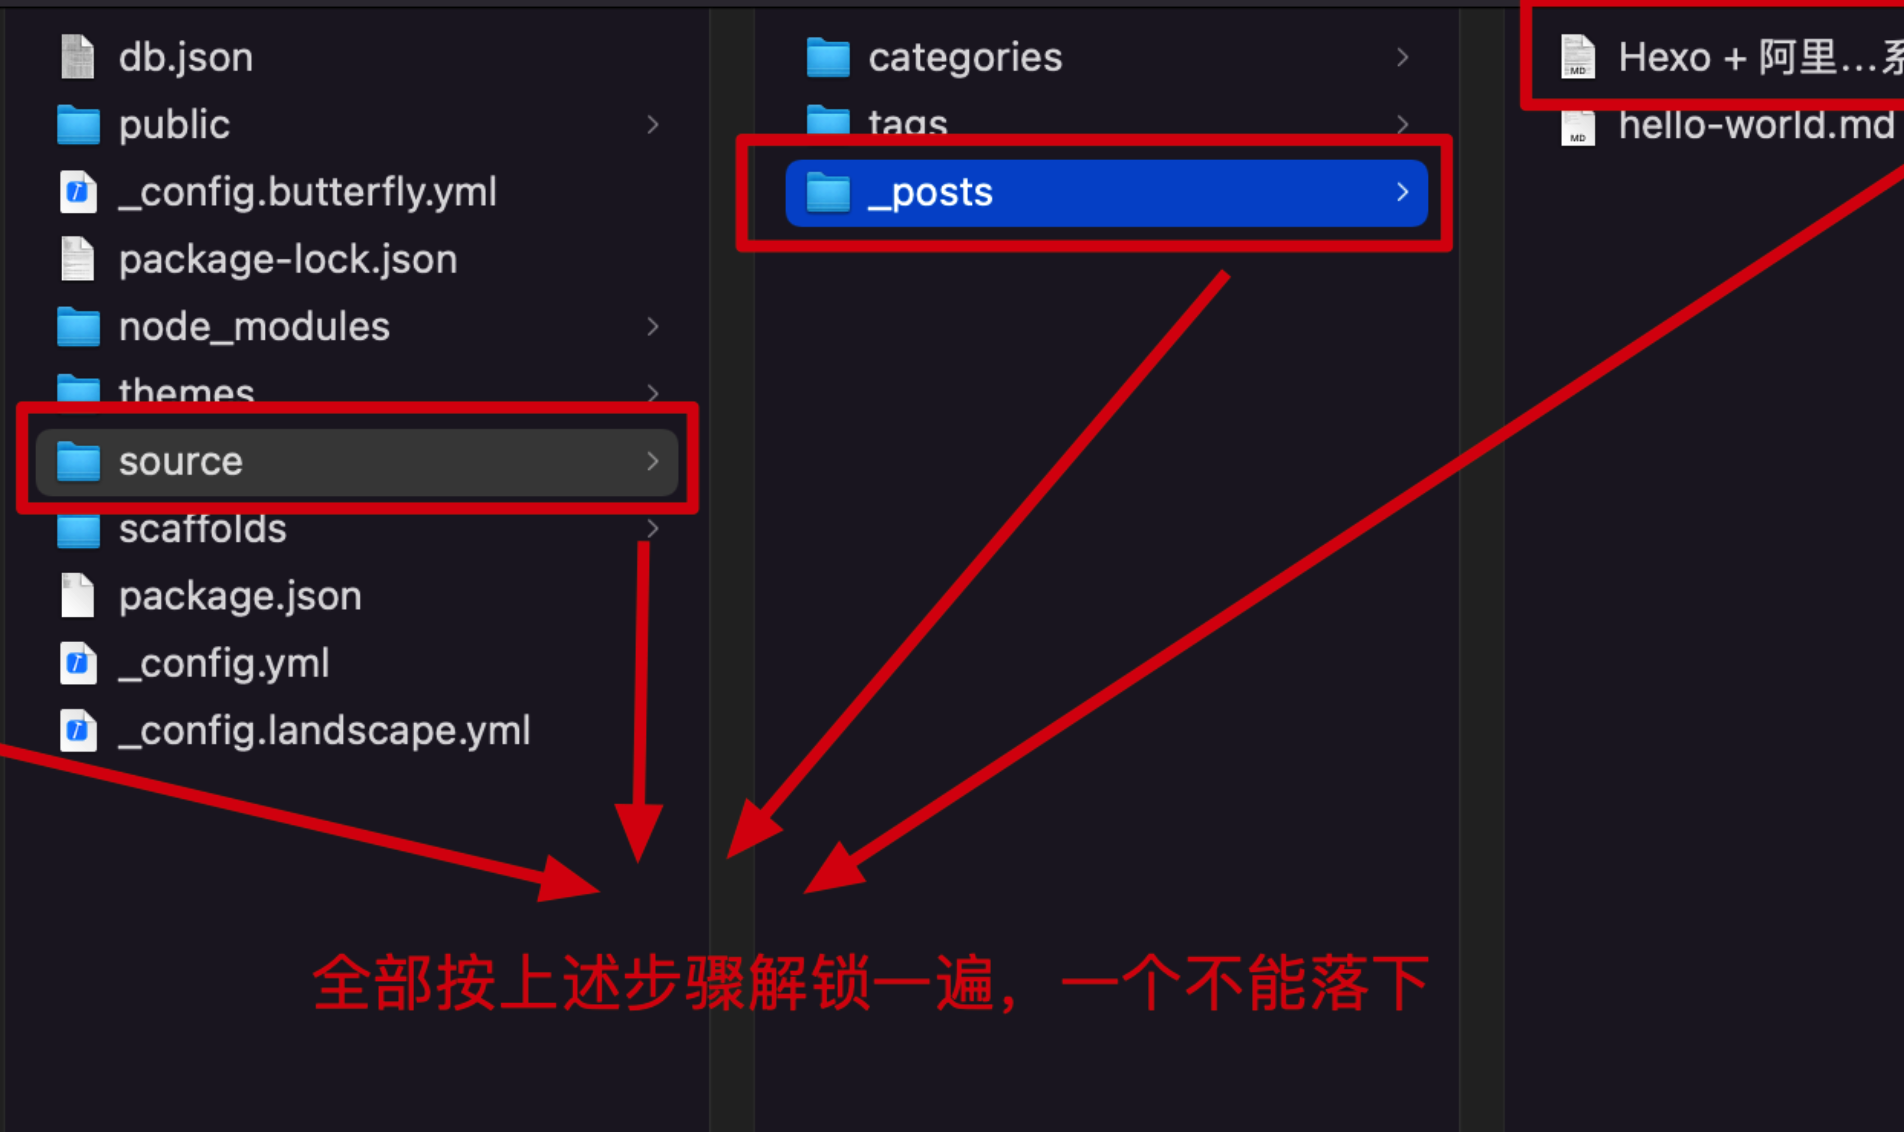 db.json
public
_config.butterfly.yml
package-lock.json
node_modules
themes
source
scaffolds
package.json
_config.yml
_config.landscape.yml
categories
tags
_posts
Hexo + 阿里...系
hello-world.md
全部按上述步骤解锁一遍，一个不能落下